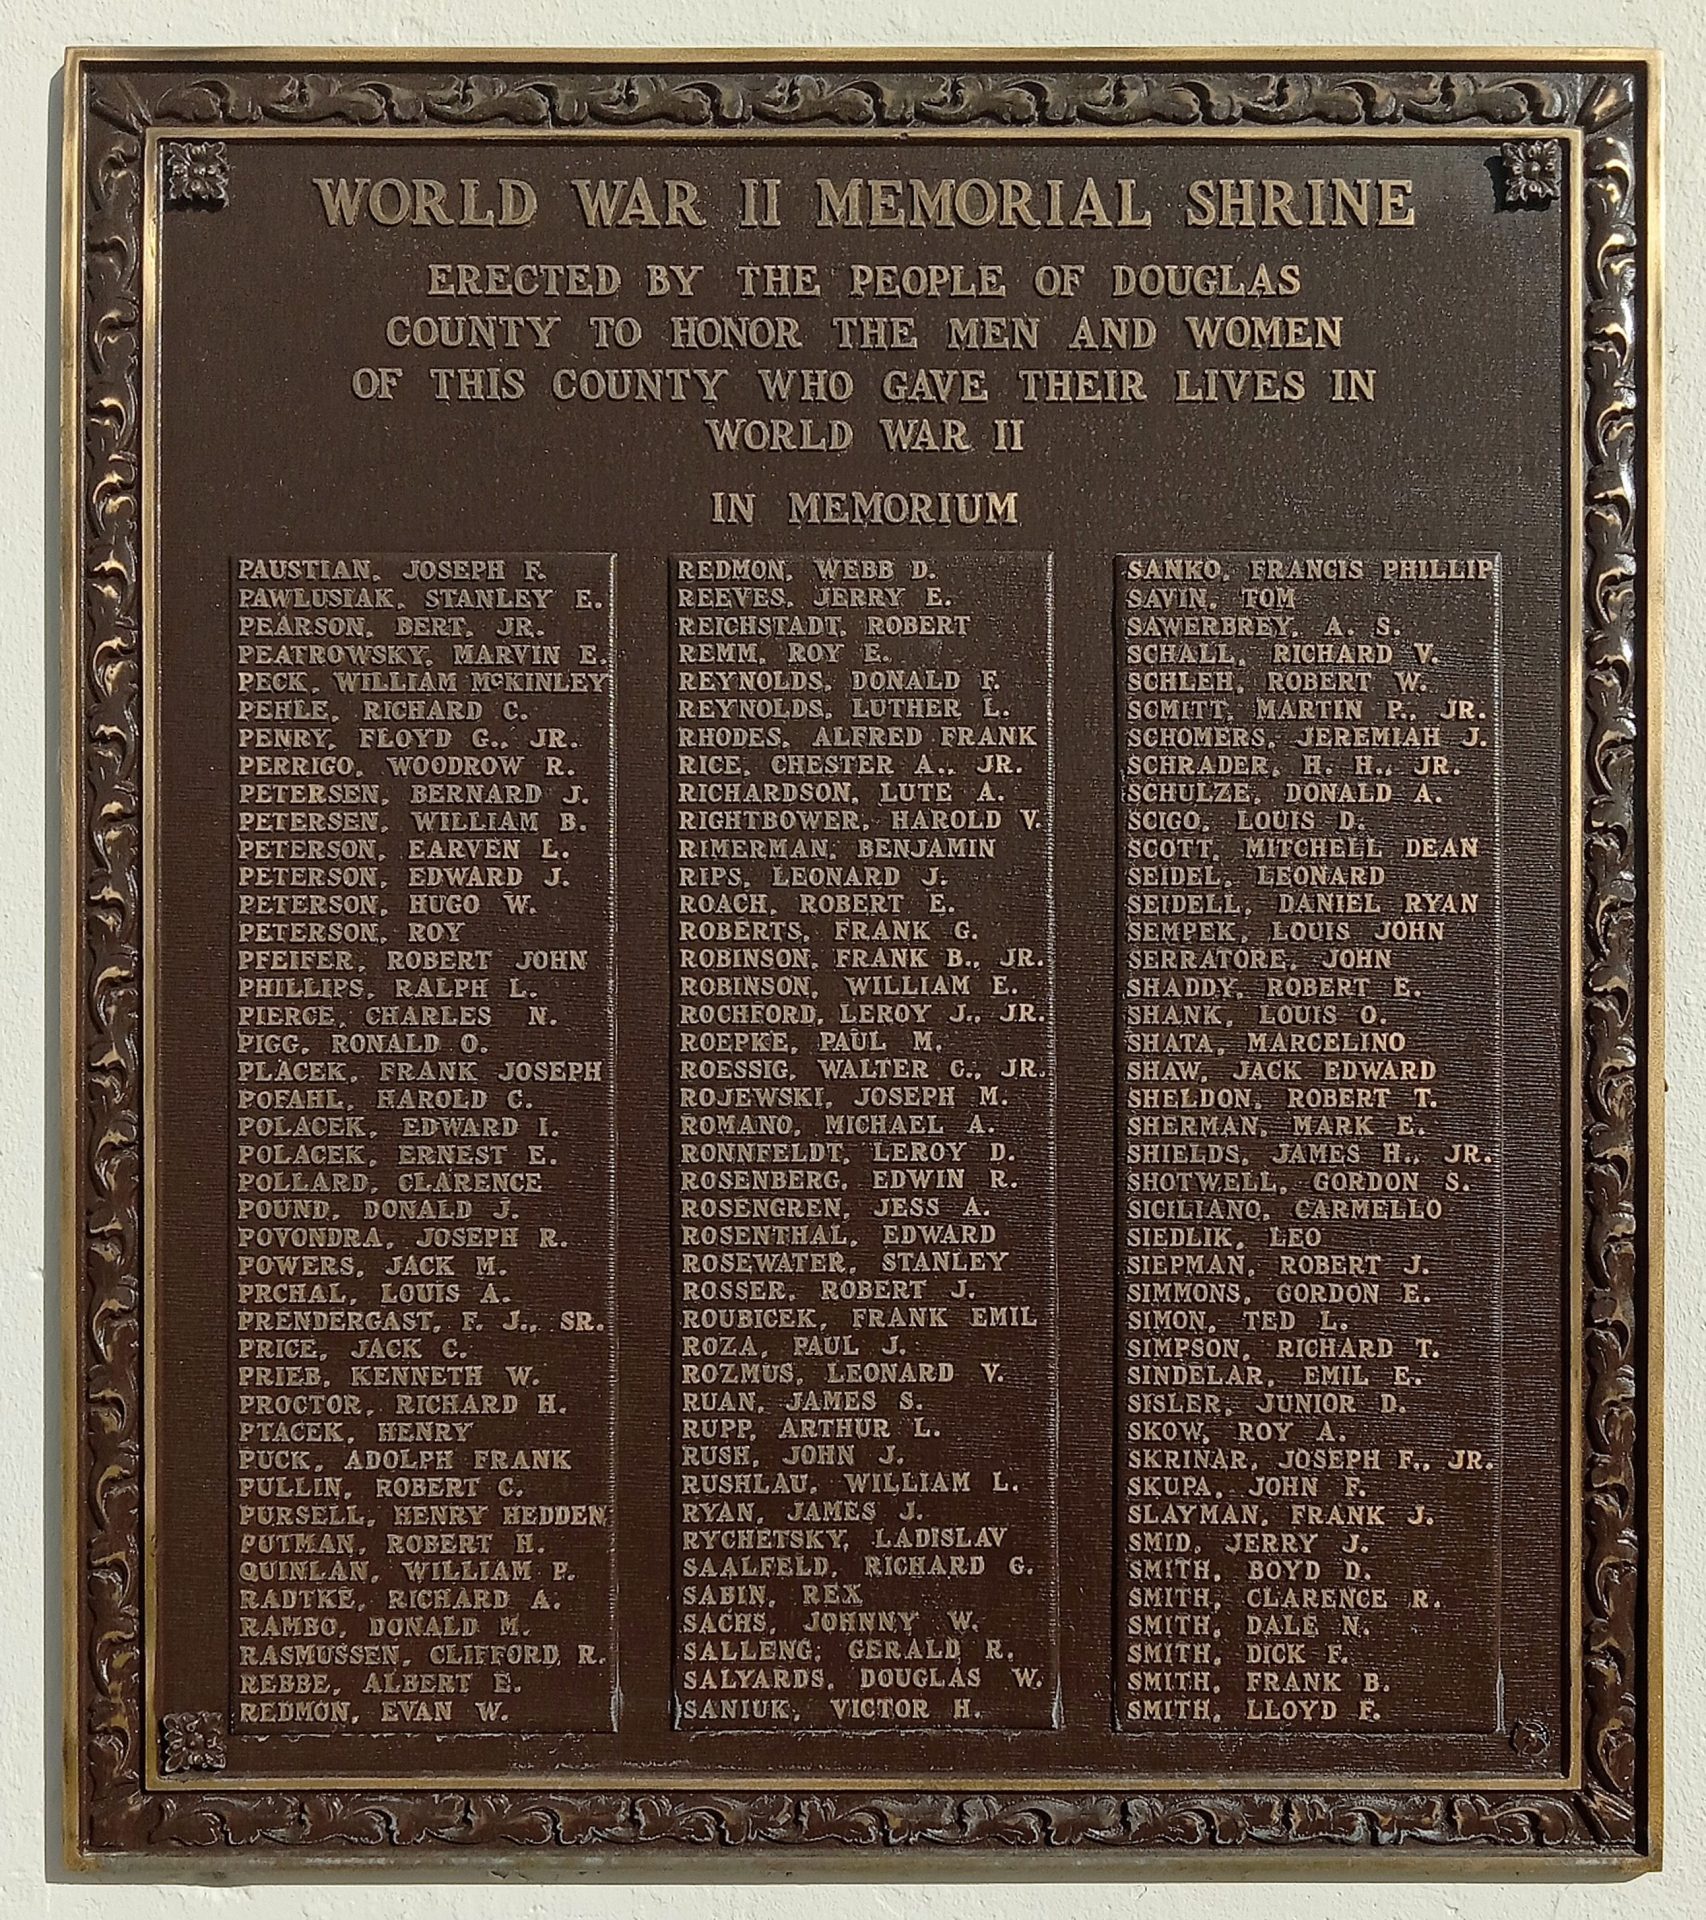 WORLD WAR II MEMORIAL SHRINE
ERECTED BY THE PEOPLE OF DOUGLAS
COUNTY TO HONOR THE MEN AND WOMEN
OF THIS COUNTY WHO GAVE THEIR LIVES IN
WORLD WAR II
IN MEMORIUM
PAUSTIAN, JOSEPH F.
PAWLUSIAK, STANLEY E.
PEARSON, BERT, JR.
PEATROWSKY, MARVIN E.
PECK, WILLIAM McKINLEY
PEHLE, RICHARD C.
PENRY, FLOYD G., JR.
PERRIGO, WOODROW R.
PETERSEN, BERNARD J.
PETERSEN, WILLIAM B.
PETERSON, EARVEN L.
PETERSON, EDWARD J.
PETERSON, HUGO W.
PETERSON, ROY
PFEIFER, ROBERT JOHN
PHILLIPS, RALPH L.
PIERCE, CHARLES N.
PIGG, RONALD O.
PLACEK, FRANK JOSEPH
POFAHL, HAROLD C.
POLACEK, EDWARD I.
POLACEK, ERNEST E.
POLLARD, CLARENCE
POUND, DONALD J.
POVONDRA, JOSEPH R.
POWERS, JACK M.
PRCHAL, LOUIS A.
PRENDERGAST, F. J., SR.
PRICE, JACK C.
PRIEB, KENNETH W.
PROCTOR, RICHARD H.
PTACEK, HENRY
PUCK, ADOLPH FRANK
PULLIN, ROBERT C.
PURSELL, HENRY HEDDEN
PUTMAN, ROBERT H.
QUINLAN, WILLIAM P.
RADTKE, RICHARD A.
RAMBO, DONALD M.
RASMUSSEN, CLIFFORD R.
REBBE, ALBERT E.
REDMON, EVAN W.
REDMON, WEBB D.
REEVES, JERRY E.
REICHSTADT, ROBERT
REMM, ROY E.
REYNOLDS, DONALD F.
REYNOLDS, LUTHER L.
RHODES, ALFRED FRANK
RICE, CHESTER A., JR.
RICHARDSON, LUTE A.
RIGHTBOWER, HAROLD V.
RIMERMAN, BENJAMIN
RIPS, LEONARD J.
ROACH, ROBERT E.
ROBERTS, FRANK G.
ROBINSON, FRANK B., JR.
ROBINSON, WILLIAM E.
ROCHFORD, LEROY J., JR.
ROEPKE, PAUL M.
ROESSIG, WALTER G., JR.
ROJEWSKI, JOSEPH M.
ROMANO, MICHAEL A.
RONNFELDT, LEROY D.
ROSENBERG, EDWIN R.
ROSENGREN, JESS A.
ROSENTHAL, EDWARD
ROSEWATER, STANLEY
ROSSER, ROBERT J.
ROUBICEK, FRANK EMIL
ROZA, PAUL J.
ROZMUS, LEONARD V.
RUAN, JAMES S.
RUPP, ARTHUR L.
RUSH, JOHN J.
RUSHLAU, WILLIAM L.
RYAN, JAMES J.
RYCHETSKY, LADISLAV
SAALFELD, RICHARD G.
SABIN, REX
SACHS, JOHNNY W.
SALLENG, GERALD R.
SALYARDS, DOUGLAS W.
SANIUK, VICTOR H.
SANKO, FRANCIS PHILLIP
SAVIN, TOM
SAWERBREY, A. S.
SCHALL, RICHARD V.
SCHLEH, ROBERT W.
SCMITT, MARTIN P., JR.
SCHOMERS, JEREMIAH J.
SCHRADER, H. H., JR.
SCHULZE, DONALD A.
SCIGO, LOUIS D.
SCOTT, MITCHELL DEAN
SEIDEL, LEONARD
SEIDELL, DANIEL RYAN
SEMPEK, LOUIS JOHN
SERRATORE, JOHN
SHADDY, ROBERT E.
SHANK, LOUIS O.
SHATA, MARCELINO
SHAW, JACK EDWARD
SHELDON, ROBERT T.
SHERMAN, MARK E.
SHIELDS, JAMES H., JR.
SHOTWELL, GORDON S.
SICILIANO, CARMELLO
SIEDLIK, LEO
SIEPMAN, ROBERT J.
SIMMONS, GORDON E.
SIMON, TED L.
SIMPSON, RICHARD T.
SINDELAR, EMIL E.
SISLER, JUNIOR D.
SKOW, ROY A.
SKRINAR, JOSEPH F., JR.
SKUPA, JOHN F.
SLAYMAN, FRANK J.
SMID, JERRY J.
SMITH, BOYD D.
SMITH, CLARENCE R.
SMITH, DALE N.
SMITH, DICK F.
SMITH, FRANK B.
SMITH, LLOYD F.